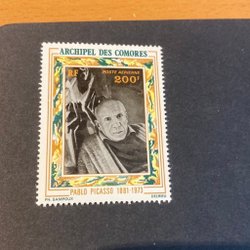 ARCHIPEL DES COMORES
RF POSTE AERIENNE
200F
PABLO PICASSO 1881-1973